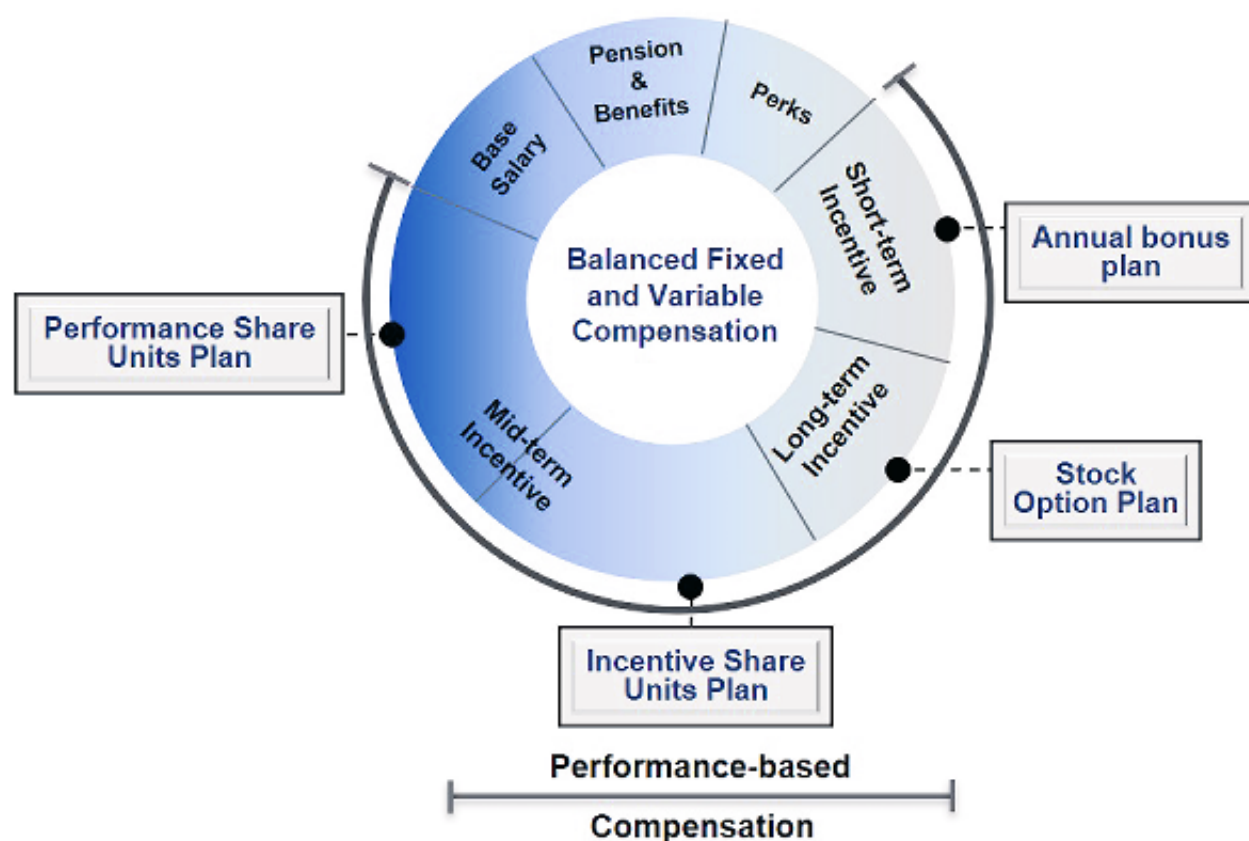 Pension
&
Benefits
Perks
Base
Salary
Short-term
Incentive
Balanced Fixed
and Variable
Compensation
Annual bonus
plan
Performance Share
Units Plan
Mid-term
Incentive
Long-term
Incentive
Stock
Option Plan
Incentive Share
Units Plan
Performance-based
Compensation